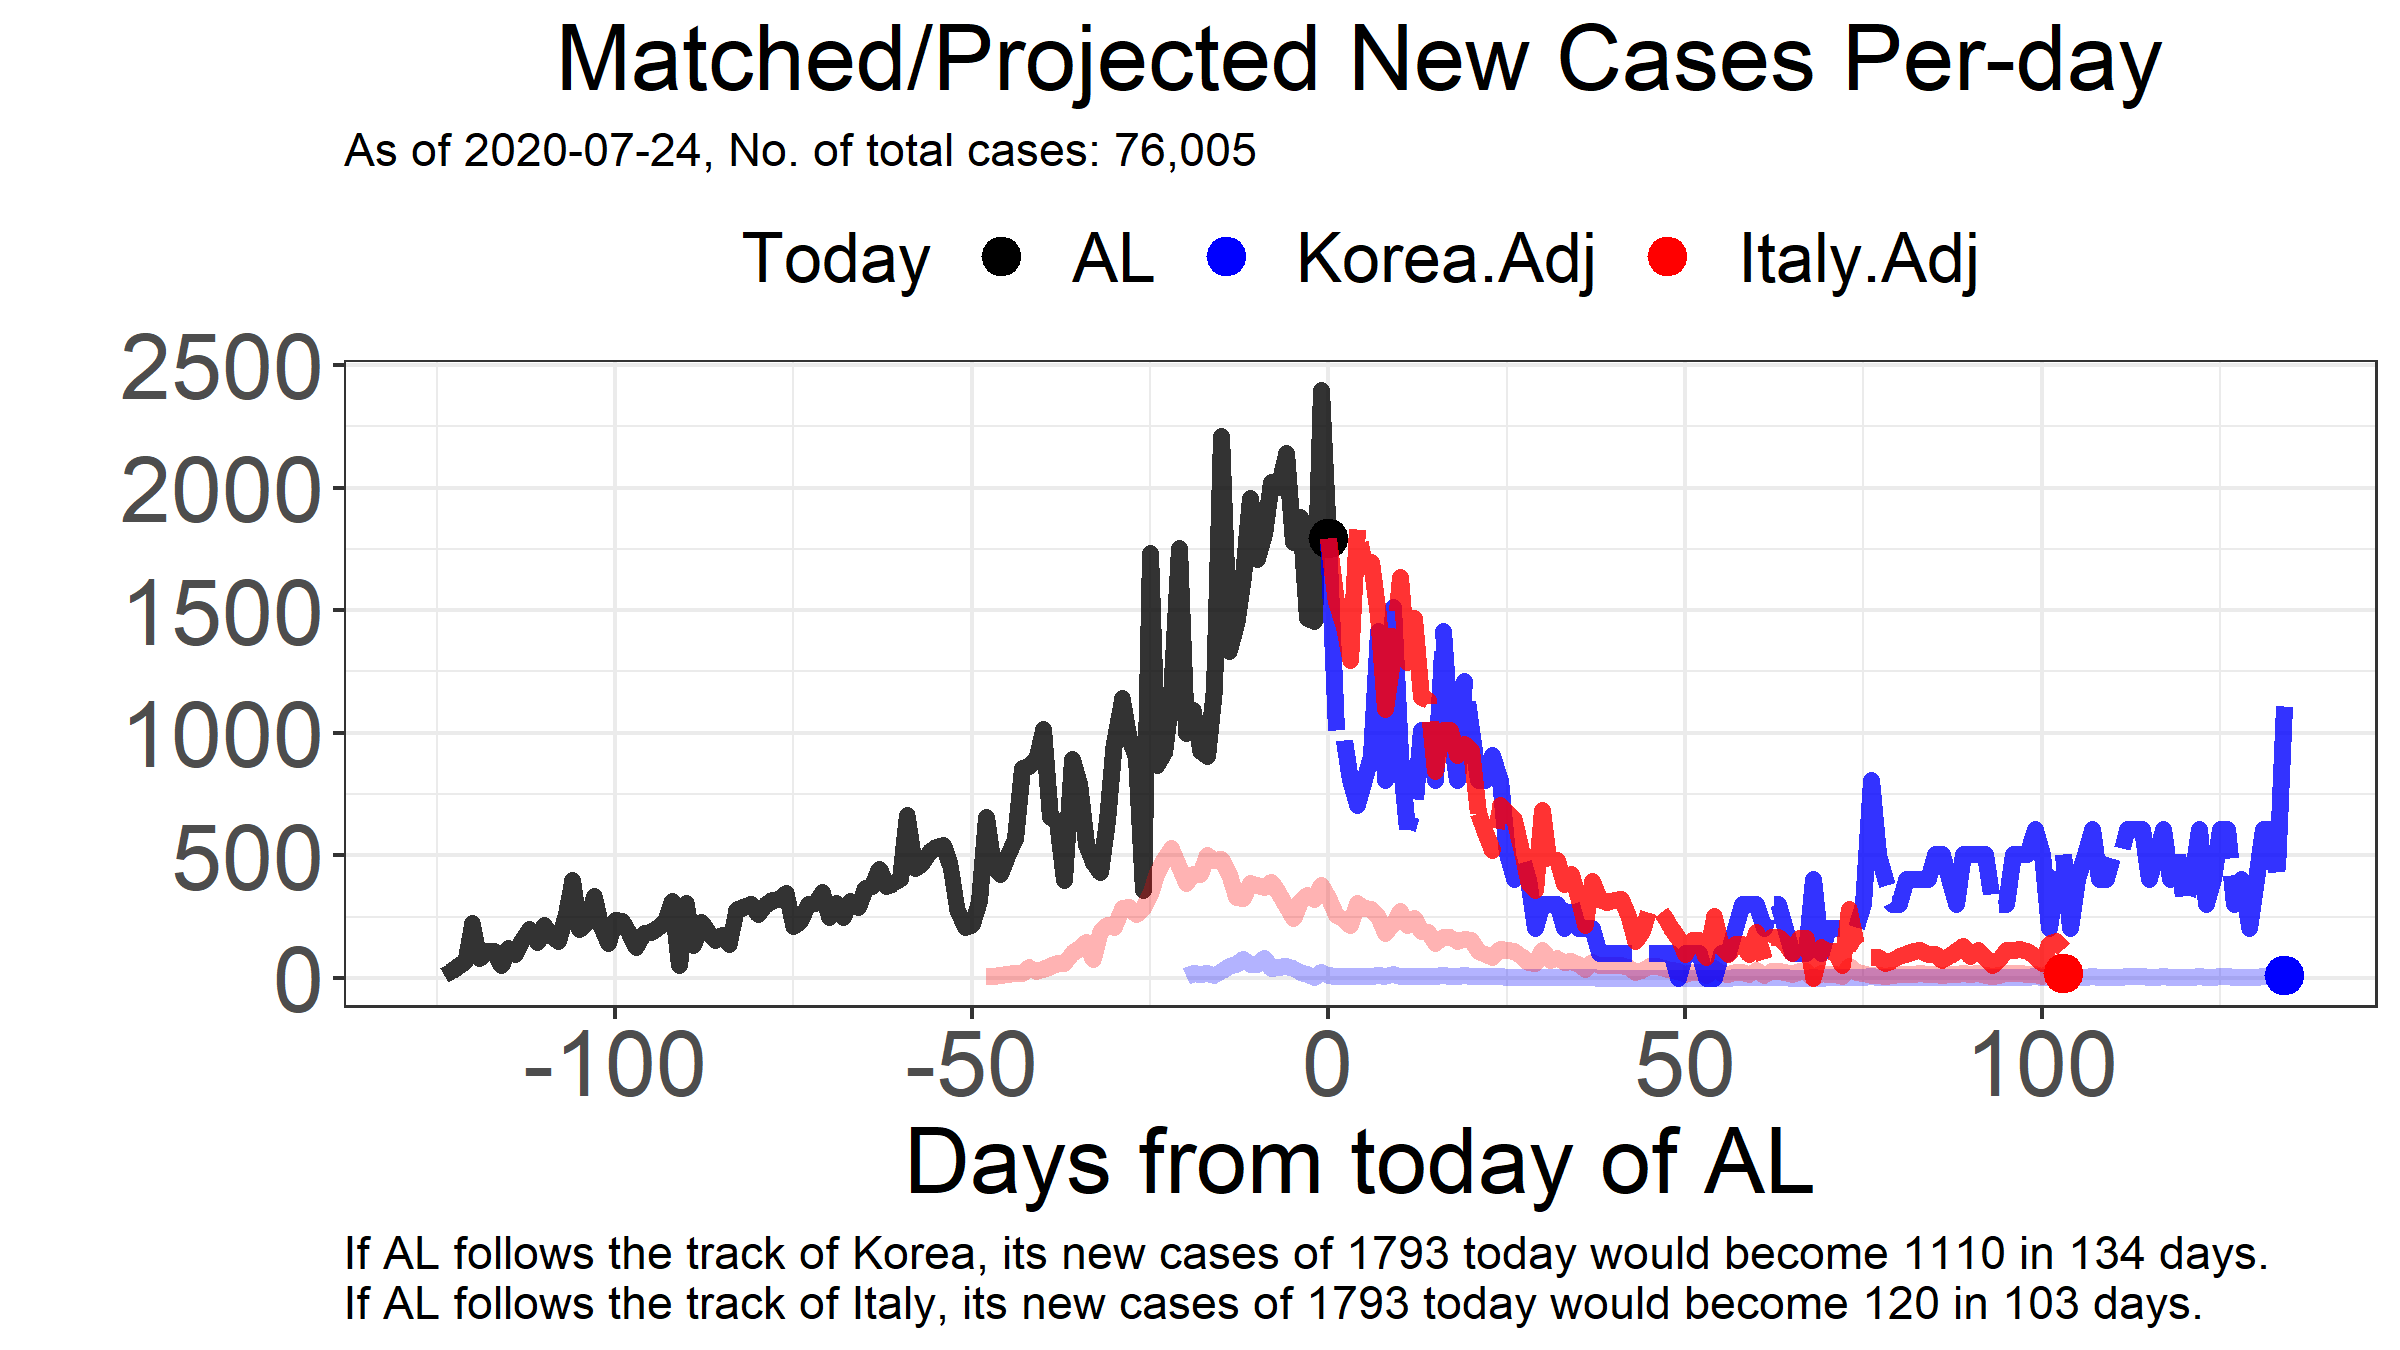 Matched/Projected New Cases Per-day
As of 2020-07-24, No. of total cases: 76,005
Today AL Korea.Adj Italy.Adj
2500
2000
1500
1000
500
0
-100 -50 0 50 100
Days from today of AL
If AL follows the track of Korea, its new cases of 1793 today would become 1110 in 134 days.
If AL follows the track of Italy, its new cases of 1793 today would become 120 in 103 days.